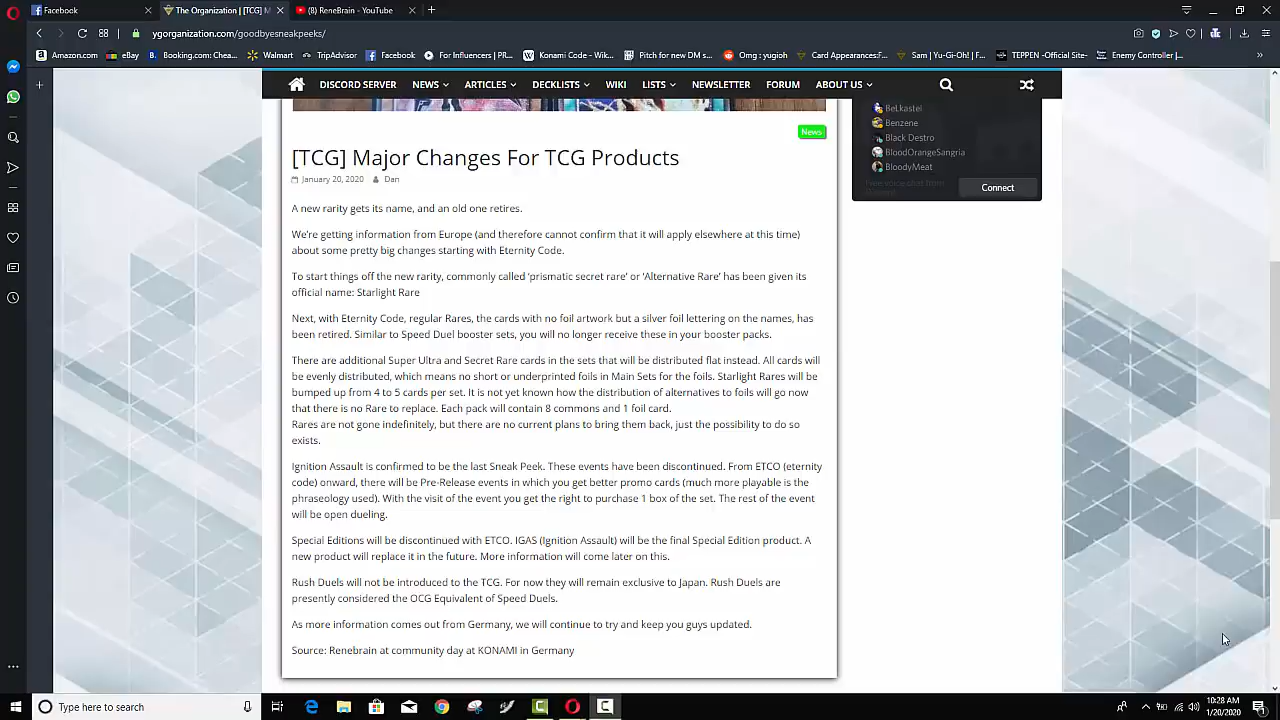 Facebook
The Organization | [TCG] M
(8) ReneBrain - YouTube
ygorganization.com/goodbyesneakpeeks/
Amazon.com
eBay
Booking.com: Cheap...
TripAdvisor
Facebook
For Influencers | PR...
Konami Code - Wik...
Pitch for new DM s...
Omg : yugioh
Card Appearances:F...
Sam | Yu-Gi-Oh! | F...
TEPPEN -Official Site-
Enemy Controller |...
DISCORD SERVER
NEWS
ARTICLES
DECKLISTS
WIKI
LISTS
NEWSLETTER
FORUM
ABOUT US
BeLkastei
Benzene
Black Destro
BloodOrangeSangria
BloodyMeat
Free voice chat from
Connect
News
[TCG] Major Changes For TCG Products
January 20, 2020 Dan
A new rarity gets its name, and an old one retires.
We're getting information from Europe (and therefore cannot confirm that it will apply elsewhere at this time)
about some pretty big changes starting with Eternity Code.
To start things off the new rarity, commonly called 'prismatic secret rare' or 'Alternative Rare' has been given its
official name: Starlight Rare
Next, with Eternity Code, regular Rares, the cards with no foil artwork but a silver foil lettering on the names, has
been retired. Similar to Speed Duel booster sets, you will no longer receive these in your booster packs.
There are additional Super Ultra and Secret Rare cards in the sets that will be distributed flat instead. All cards will
be evenly distributed, which means no short or underprinted foils in Main Sets for the foils. Starlight Rares will be
bumped up from 4 to 5 cards per set. It is not yet known how the distribution of alternatives to foils will go now
that there is no Rare to replace. Each pack will contain 8 commons and 1 foil card.
Rares are not gone indefinitely, but there are no current plans to bring them back, just the possibility to do so
exists.
Ignition Assault is confirmed to be the last Sneak Peek. These events have been discontinued. From ETCO (eternity
code) onward, there will be Pre-Release events in which you get better promo cards (much more playable is the
phraseology used). With the visit of the event you get the right to purchase 1 box of the set. The rest of the event
will be open dueling.
Special Editions will be discontinued with ETCO. IGAS (Ignition Assault) will be the final Special Edition product. A
new product will replace it in the future. More information will come later on this.
Rush Duels will not be introduced to the TCG. For now they will remain exclusive to Japan. Rush Duels are
presently considered the OCG Equivalent of Speed Duels.
As more information comes out from Germany, we will continue to try and keep you guys updated.
Source: Renebrain at community day at KONAMI in Germany
Type here to search
10:28 AM
1/20/2020